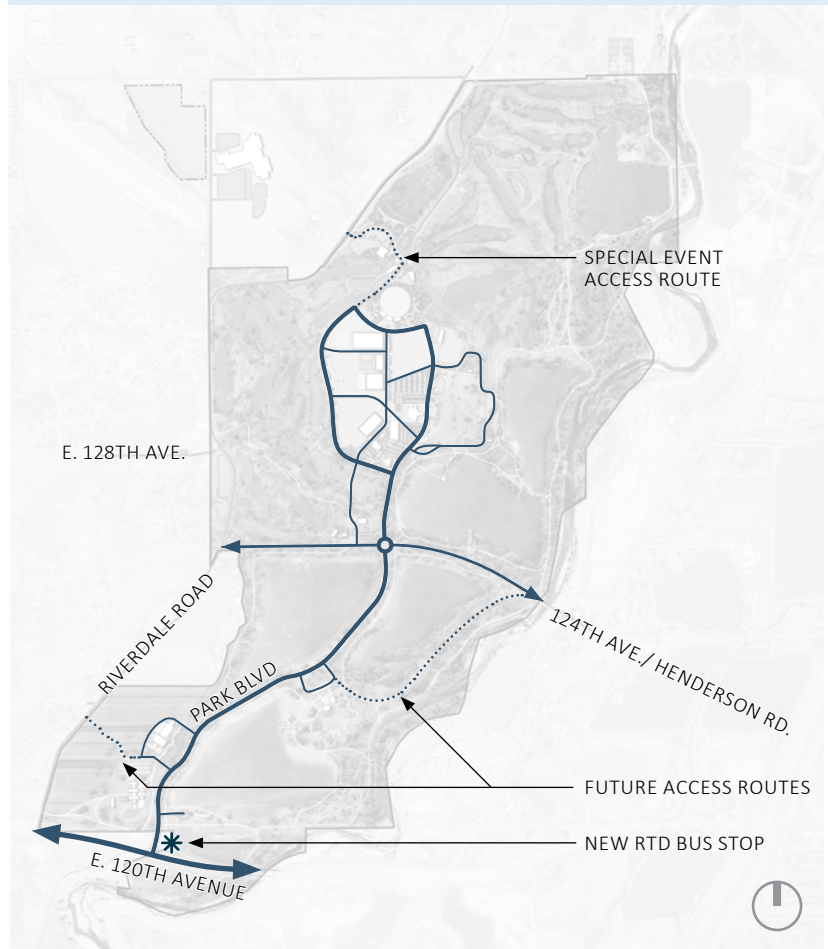 SPECIAL EVENT
ACCESS ROUTE
E. 128TH AVE.
RIVERDALE ROAD
124TH AVE./ HENDERSON RD.
PARK BLVD
FUTURE ACCESS ROUTES
NEW RTD BUS STOP
E. 120TH AVENUE